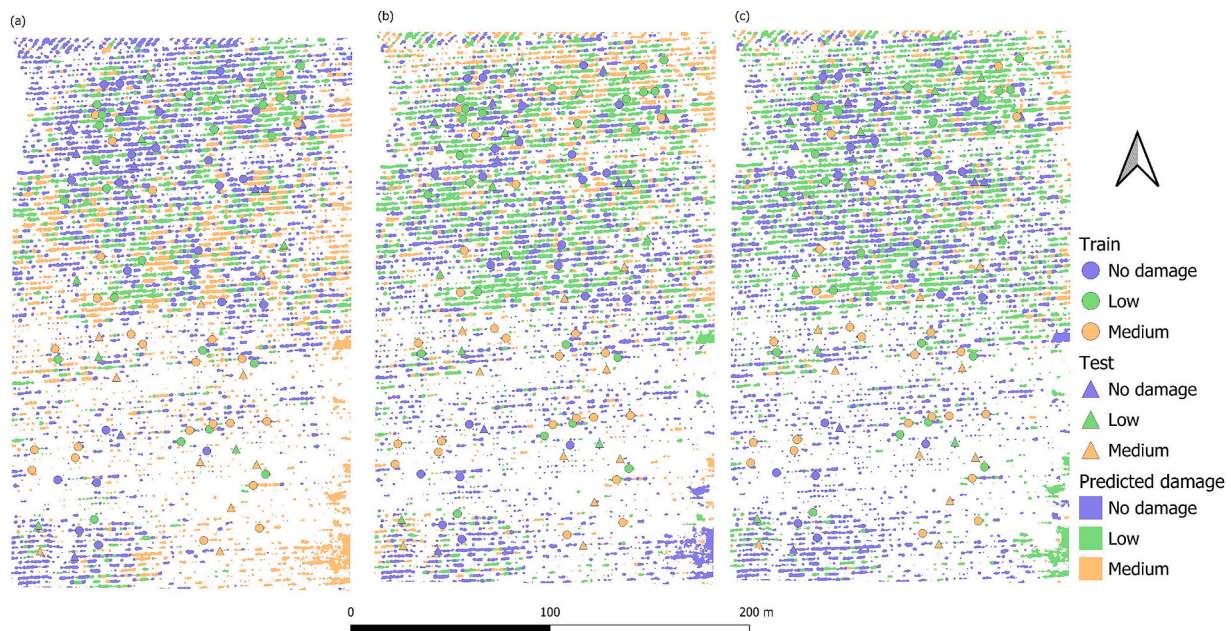 (a)
(b)
(c)
Train
No damage
Low
Medium
Test
No damage
Low
Medium
Predicted damage
No damage
Low
Medium
0
100
200 m